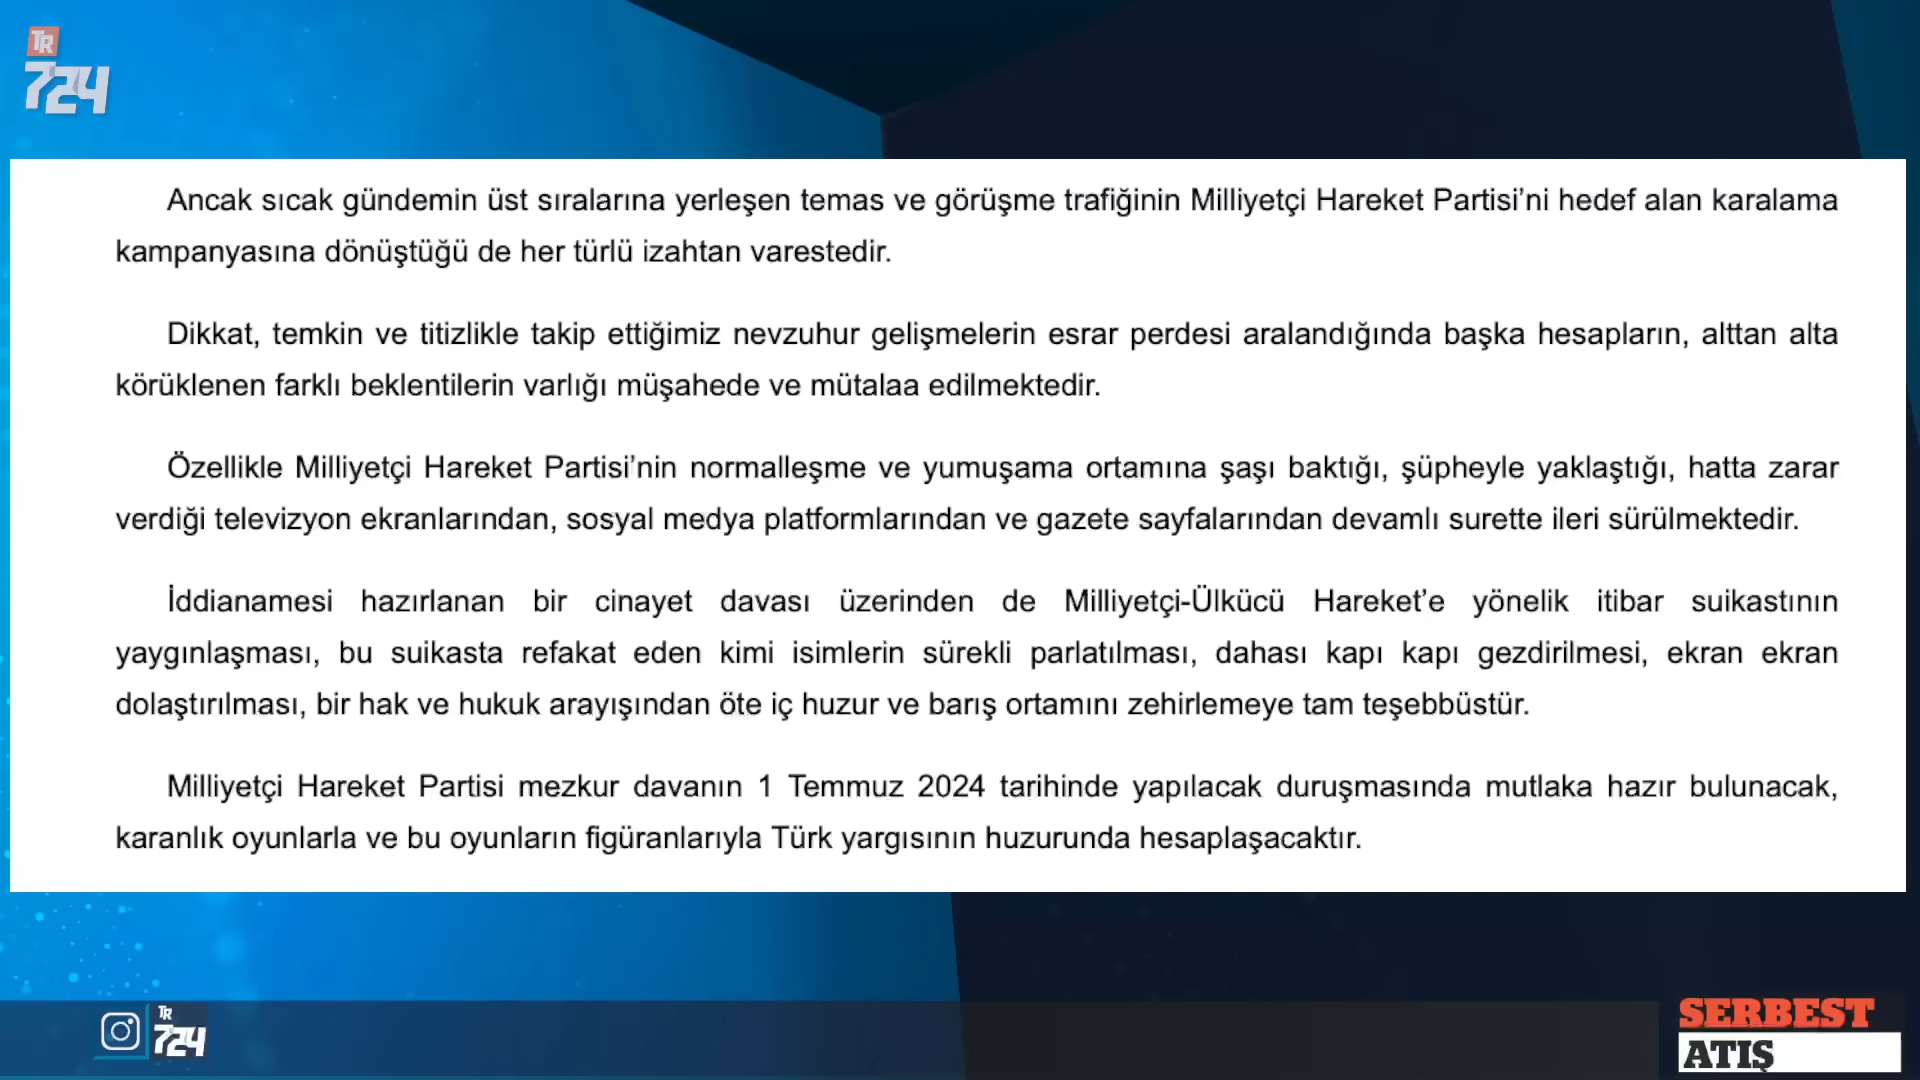 TR
724
Ancak sıcak gündemin üst sıralarına yerleşen temas ve görüşme trafiğinin Milliyetçi Hareket Partisi’ni hedef alan karalama
kampanyasına dönüştüğü de her türlü izahtan varestedir.
Dikkat, temkin ve titizlikle takip ettiğimiz nevzuhur gelişmelerin esrar perdesi aralandığında başka hesapların, alttan alta
körüklenen farklı beklentilerin varlığı müşahede ve mütalaa edilmektedir.
Özellikle Milliyetçi Hareket Partisi’nin normalleşme ve yumuşama ortamına şaşı baktığı, şüpheyle yaklaştığı, hatta zarar
verdiği televizyon ekranlarından, sosyal medya platformlarından ve gazete sayfalarından devamlı surette ileri sürülmektedir.
İddianamesi hazırlanan bir cinayet davası üzerinden de Milliyetçi-Ülkücü Hareket’e yönelik itibar suikastının
yaygınlaşması, bu suikasta refakat eden kimi isimlerin sürekli parlatılması, dahası kapı kapı gezdirilmesi, ekran ekran
dolaştırılması, bir hak ve hukuk arayışından öte iç huzur ve barış ortamını zehirlemeye tam teşebbüstür.
Milliyetçi Hareket Partisi mezkur davanın 1 Temmuz 2024 tarihinde yapılacak duruşmasında mutlaka hazır bulunacak,
karanlık oyunlarla ve bu oyunların figüranlarıyla Türk yargısının huzurunda hesaplaşacaktır.
TR
724
SERBEST
ATIŞ